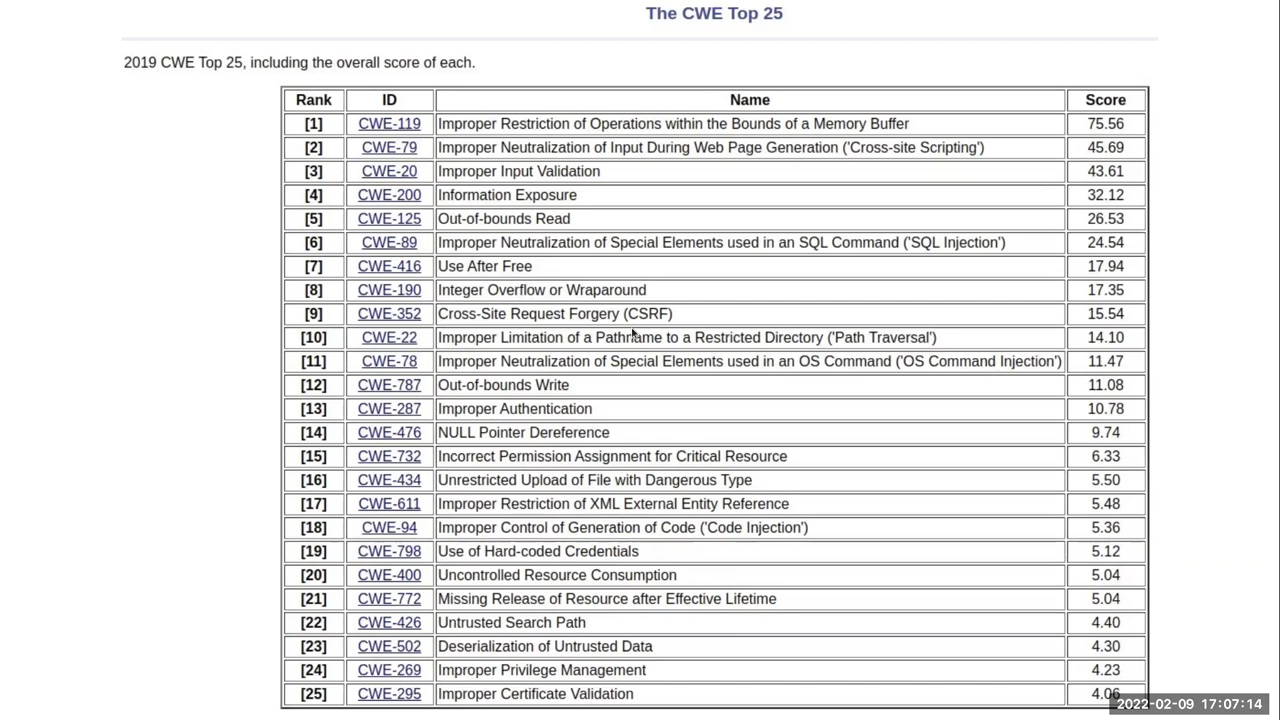 The CWE Top 25
2019 CWE Top 25, including the overall score of each.
Rank ID Name Score
[1] CWE-119 Improper Restriction of Operations within the Bounds of a Memory Buffer 75.56
[2] CWE-79 Improper Neutralization of Input During Web Page Generation ('Cross-site Scripting') 45.69
[3] CWE-20 Improper Input Validation 43.61
[4] CWE-200 Information Exposure 32.12
[5] CWE-125 Out-of-bounds Read 26.53
[6] CWE-89 Improper Neutralization of Special Elements used in an SQL Command ('SQL Injection') 24.54
[7] CWE-416 Use After Free 17.94
[8] CWE-190 Integer Overflow or Wraparound 17.35
[9] CWE-352 Cross-Site Request Forgery (CSRF) 15.54
[10] CWE-22 Improper Limitation of a Pathname to a Restricted Directory ('Path Traversal') 14.10
[11] CWE-78 Improper Neutralization of Special Elements used in an OS Command ('OS Command Injection') 11.47
[12] CWE-787 Out-of-bounds Write 11.08
[13] CWE-287 Improper Authentication 10.78
[14] CWE-476 NULL Pointer Dereference 9.74
[15] CWE-732 Incorrect Permission Assignment for Critical Resource 6.33
[16] CWE-434 Unrestricted Upload of File with Dangerous Type 5.50
[17] CWE-611 Improper Restriction of XML External Entity Reference 5.48
[18] CWE-94 Improper Control of Generation of Code ('Code Injection') 5.36
[19] CWE-798 Use of Hard-coded Credentials 5.12
[20] CWE-400 Uncontrolled Resource Consumption 5.04
[21] CWE-772 Missing Release of Resource after Effective Lifetime 5.04
[22] CWE-426 Untrusted Search Path 4.40
[23] CWE-502 Deserialization of Untrusted Data 4.30
[24] CWE-269 Improper Privilege Management 4.23
[25] CWE-295 Improper Certificate Validation 4.06
2022-02-09 17:07:14